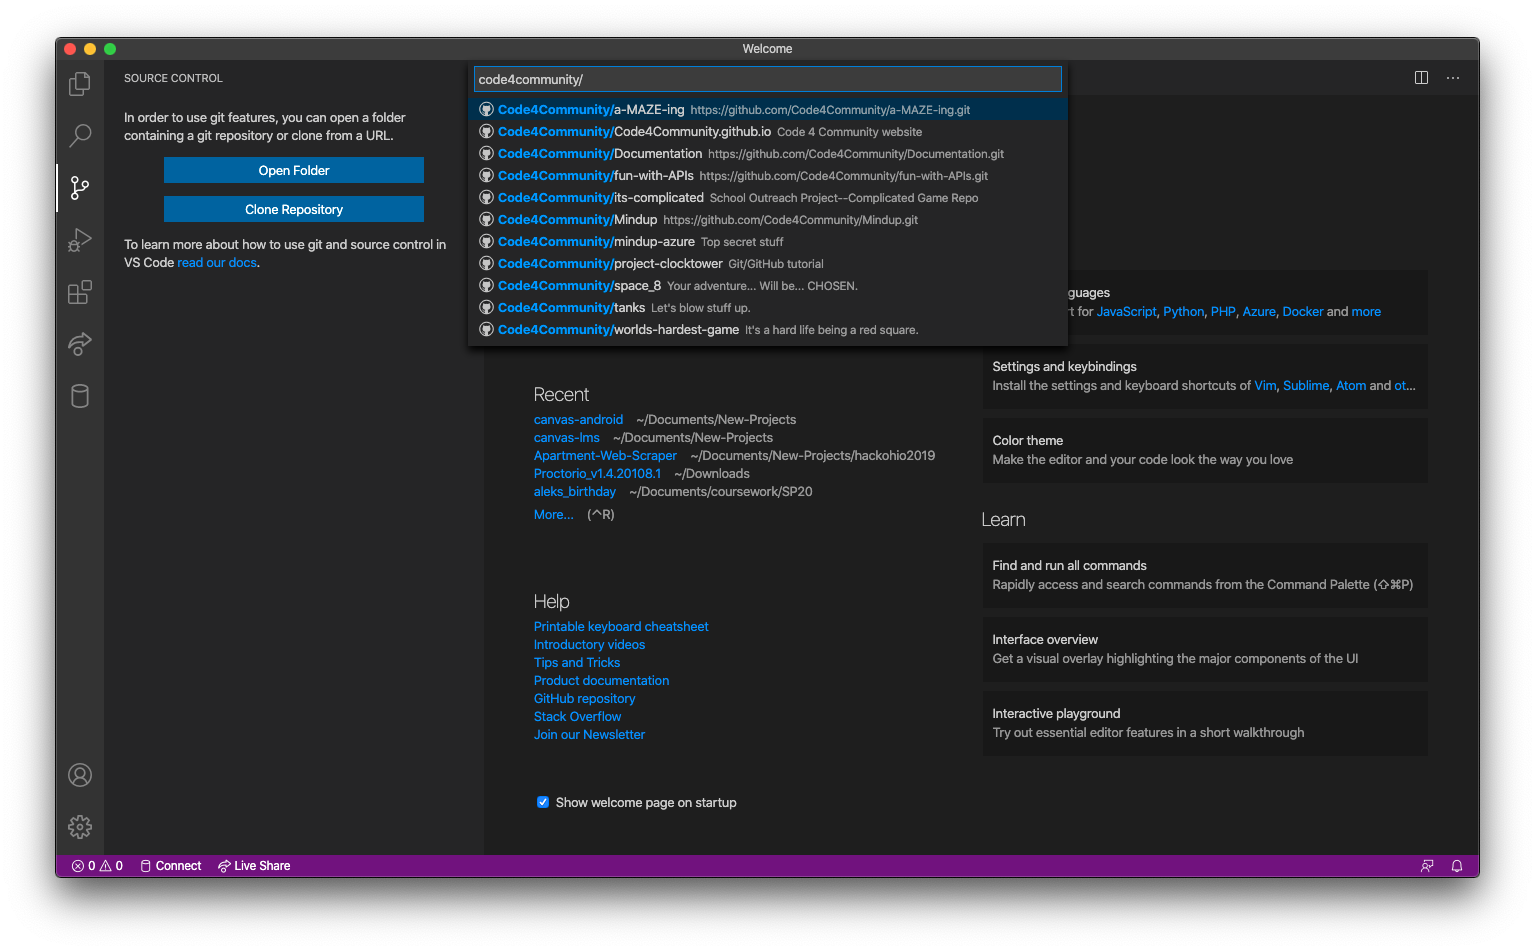 Welcome
SOURCE CONTROL
In order to use git features, you can open a folder
containing a git repository or clone from a URL.
Open Folder
Clone Repository
To learn more about how to use git and source control in
VS Code read our docs.
code4community/
Code4Community/a-MAZE-ing https://github.com/Code4Community/a-MAZE-ing.git
Code4Community/Code4Community.github.io Code 4 Community website
Code4Community/Documentation https://github.com/Code4Community/Documentation.git
Code4Community/fun-with-APIs https://github.com/Code4Community/fun-with-APIs.git
Code4Community/its-complicated School Outreach Project--Complicated Game Repo
Code4Community/Mindup https://github.com/Code4Community/Mindup.git
Code4Community/mindup-azure Top secret stuff
Code4Community/project-clocktower Git/GitHub tutorial
Code4Community/space_8 Your adventure... Will be... CHOSEN.
Code4Community/tanks Let's blow stuff up.
Code4Community/worlds-hardest-game It's a hard life being a red square.
Recent
canvas-android ~/Documents/New-Projects
canvas-lms ~/Documents/New-Projects
Apartment-Web-Scraper ~/Documents/New-Projects/hackohio2019
Proctorio_v1.4.20108.1 ~/Downloads
aleks_birthday ~/Documents/coursework/SP20
More... (^R)
Help
Printable keyboard cheatsheet
Introductory videos
Tips and Tricks
Product documentation
GitHub repository
Stack Overflow
Join our Newsletter
Show welcome page on startup
guages
t for JavaScript, Python, PHP, Azure, Docker and more
Settings and keybindings
Install the settings and keyboard shortcuts of Vim, Sublime, Atom and ot...
Color theme
Make the editor and your code look the way you love
Learn
Find and run all commands
Rapidly access and search commands from the Command Palette (⇧⌘P)
Interface overview
Get a visual overlay highlighting the major components of the UI
Interactive playground
Try out essential editor features in a short walkthrough
0 0 Connect Live Share